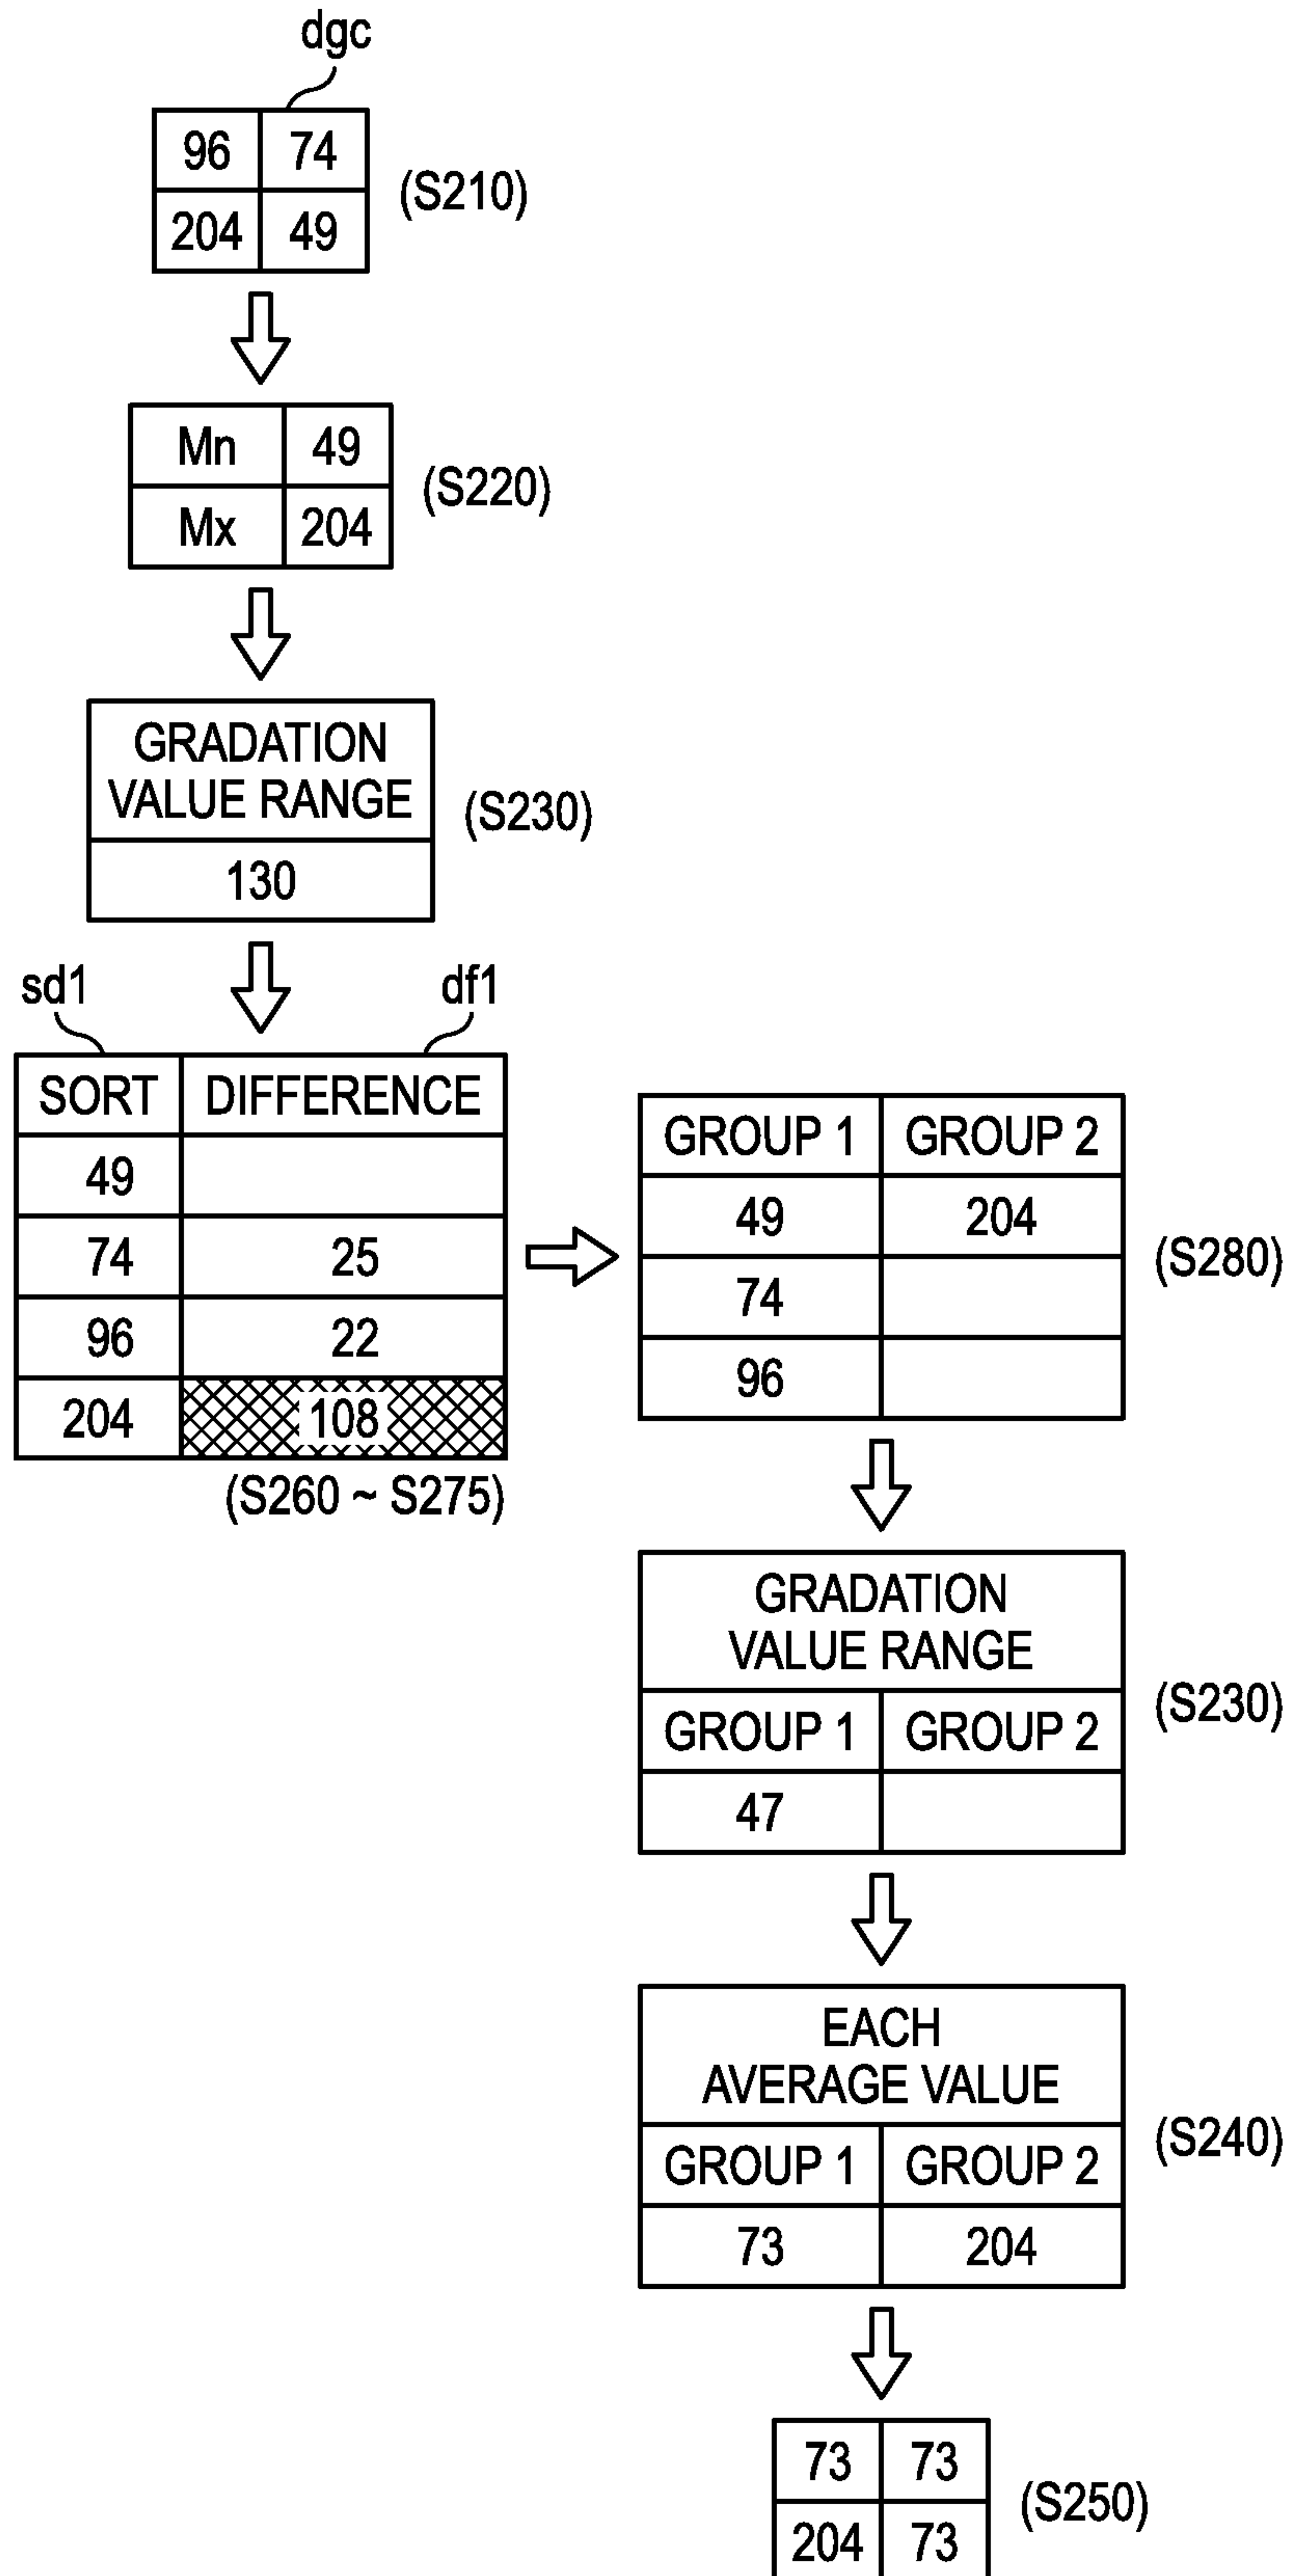 dgc
96 74
204 49
(S210)
Mn 49
Mx 204
(S220)
GRADATION
VALUE RANGE
130
(S230)
sd1
df1
SORT DIFFERENCE
49
74 25
96 22
204 108
(S260 ~ S275)
GROUP 1 GROUP 2
49 204
74
96
(S280)
GRADATION
VALUE RANGE
GROUP 1 GROUP 2
47
(S230)
EACH
AVERAGE VALUE
GROUP 1 GROUP 2
73 204
(S240)
73 73
204 73
(S250)